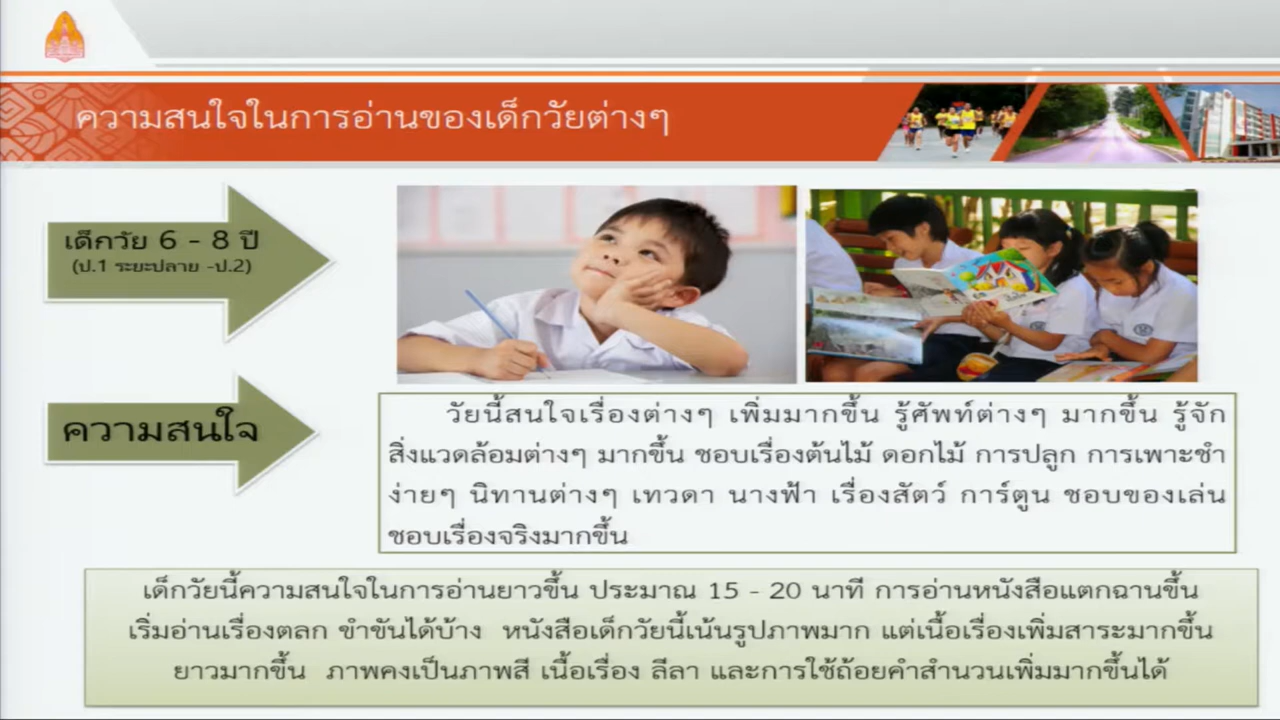 ความสนใจในการอ่านของเด็กวัยต่างๆ
เด็กวัย 6 - 8 ปี
(ป.1 ระยะปลาย -ป.2)
ความสนใจ
วัยนี้สนใจเรื่องต่างๆ เพิ่มมากขึ้น รู้ศัพท์ต่างๆ มากขึ้น รู้จัก
สิ่งแวดล้อมต่างๆ มากขึ้น ชอบเรื่องต้นไม้ ดอกไม้ การปลูก การเพาะชำ
ง่ายๆ นิทานต่างๆ เทวดา นางฟ้า เรื่องสัตว์ การ์ตูน ชอบของเล่น
ชอบเรื่องจริงมากขึ้น
เด็กวัยนี้ความสนใจในการอ่านยาวขึ้น ประมาณ 15 - 20 นาที การอ่านหนังสือแตกฉานขึ้น
เริ่มอ่านเรื่องตลก ขำขันได้บ้าง หนังสือเด็กวัยนี้เน้นรูปภาพมาก แต่เนื้อเรื่องเพิ่มสาระมากขึ้น
ยาวมากขึ้น ภาพคงเป็นภาพสี เนื้อเรื่อง ลีลา และการใช้ถ้อยคำสำนวนเพิ่มมากขึ้นได้